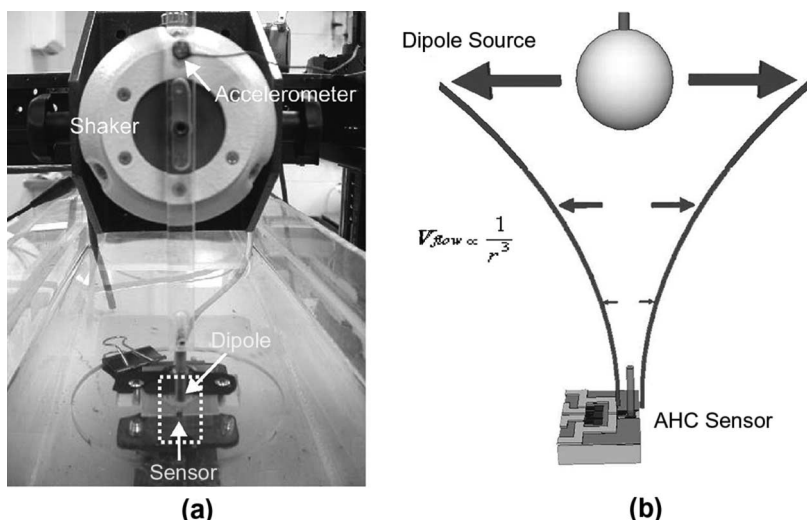 Accelerometer
Shaker
Dipole
Sensor
(a)
Dipole Source
V_flow ∝ 1/r^3
AHC Sensor
(b)